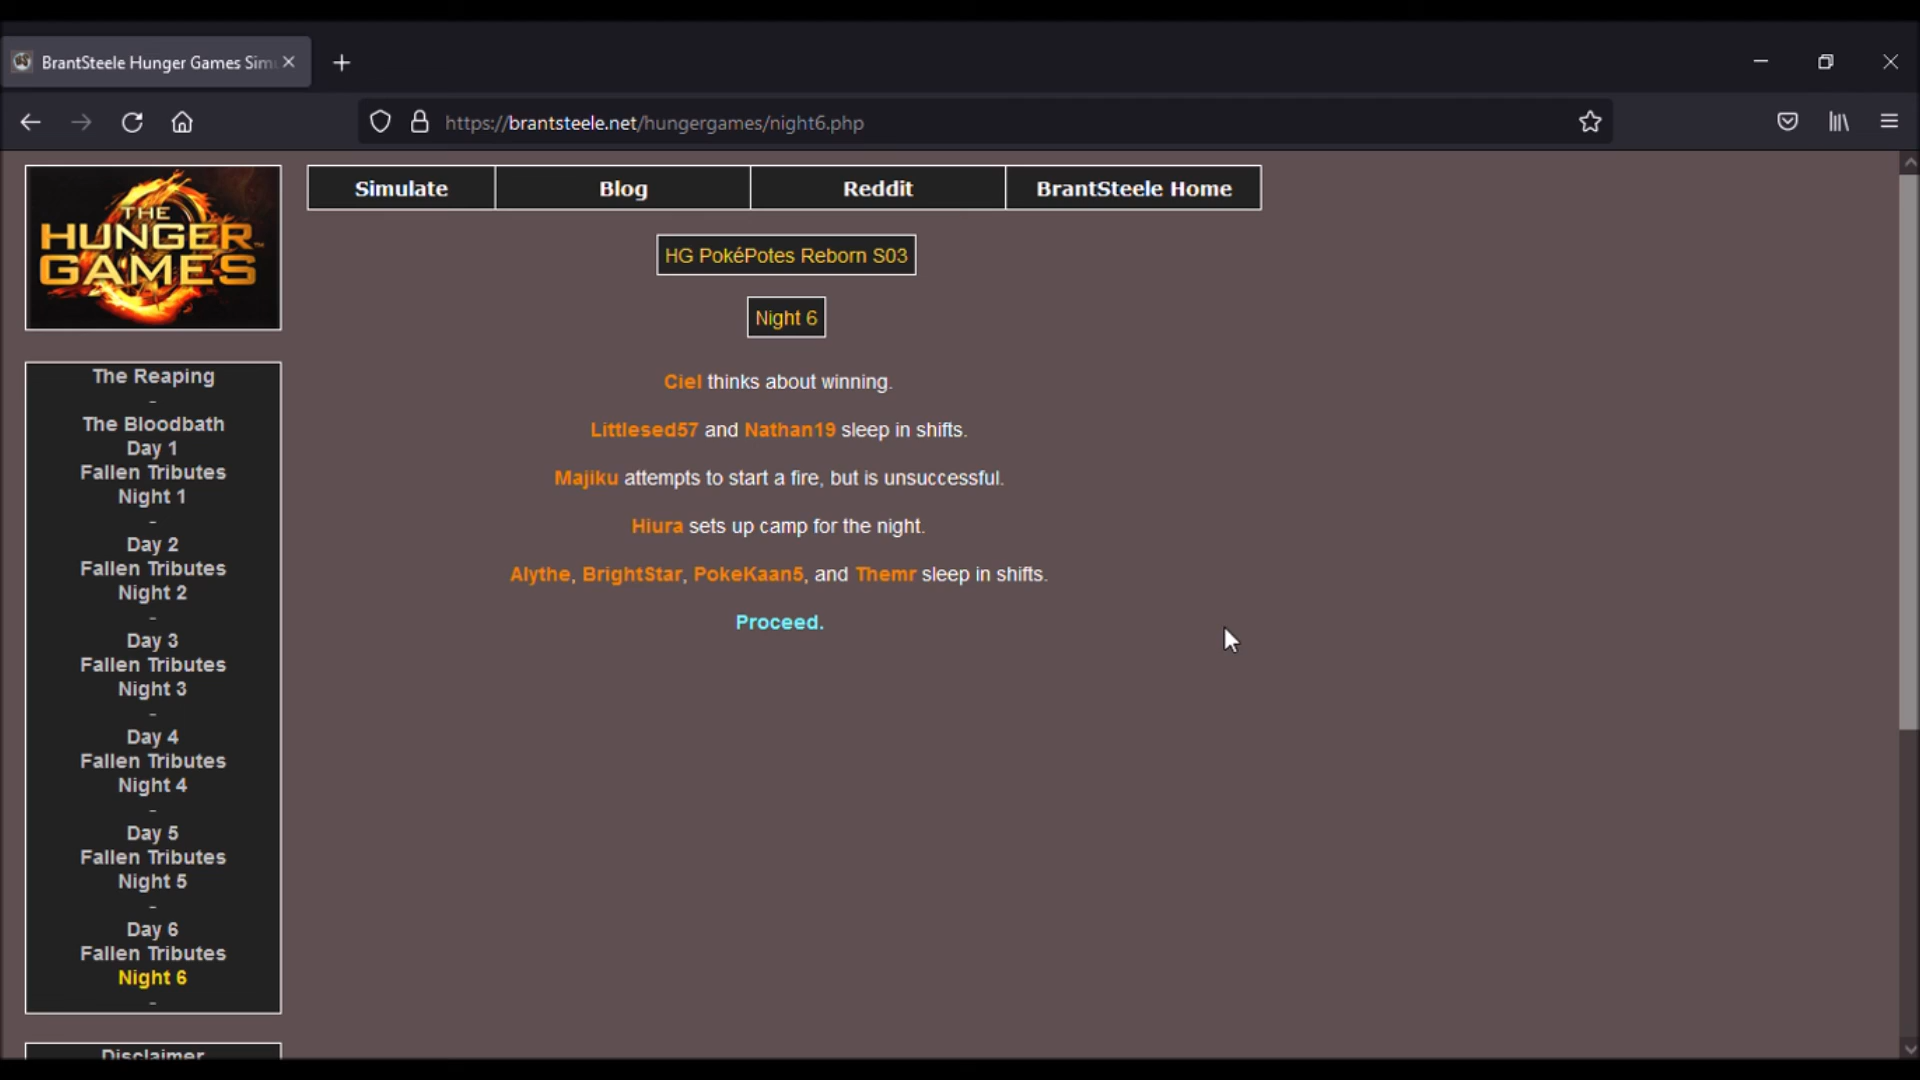 BrantSteele Hunger Games Sim
https://brantsteele.net/hungergames/night6.php
THE
HUNGER
GAMES
Simulate
Blog
Reddit
BrantSteele Home
HG PokéPotes Reborn S03
Night 6
Ciel thinks about winning.
Littlesed57 and Nathan19 sleep in shifts.
Majiku attempts to start a fire, but is unsuccessful.
Hiura sets up camp for the night.
Alythe, BrightStar, PokeKaan5, and Themr sleep in shifts.
Proceed.
The Reaping
-
The Bloodbath
Day 1
Fallen Tributes
Night 1
-
Day 2
Fallen Tributes
Night 2
-
Day 3
Fallen Tributes
Night 3
-
Day 4
Fallen Tributes
Night 4
-
Day 5
Fallen Tributes
Night 5
-
Day 6
Fallen Tributes
Night 6
-
Disclaimer